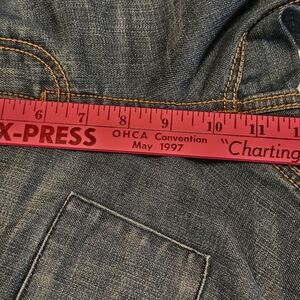 6 7 8 9 10 11
X-PRESS OHCA Convention "Charting
May 1997